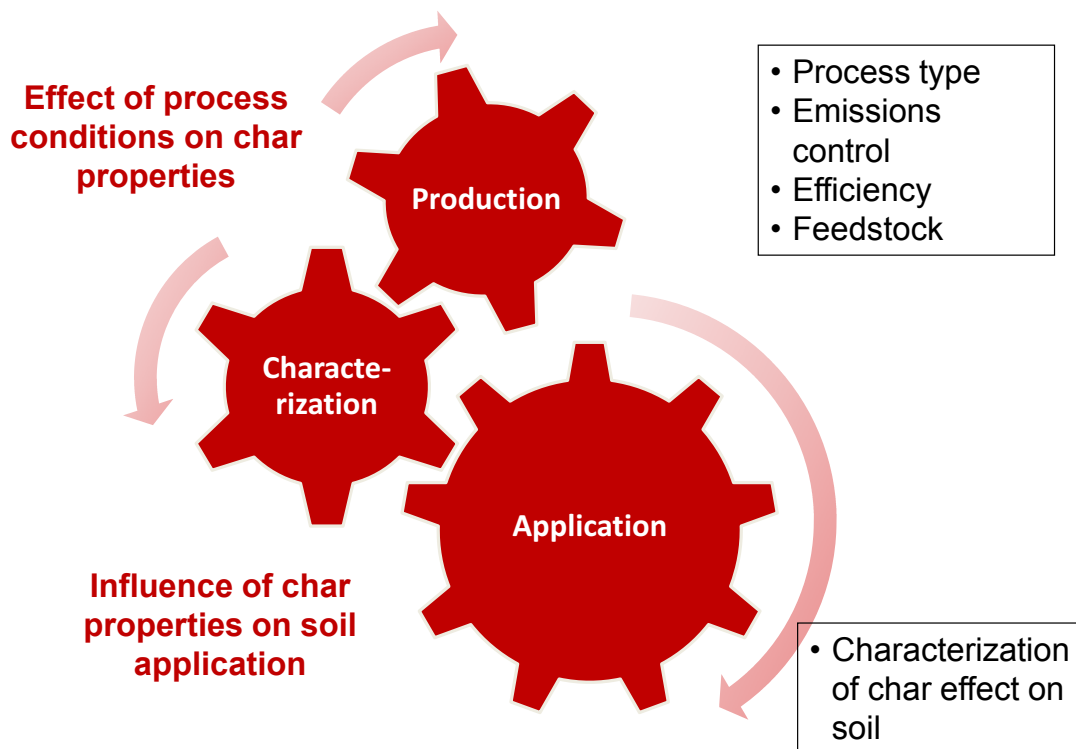 Effect of process
conditions on char
properties
Production
• Process type
• Emissions
control
• Efficiency
• Feedstock
Characte-
rization
Application
Influence of char
properties on soil
application
• Characterization
of char effect on
soil